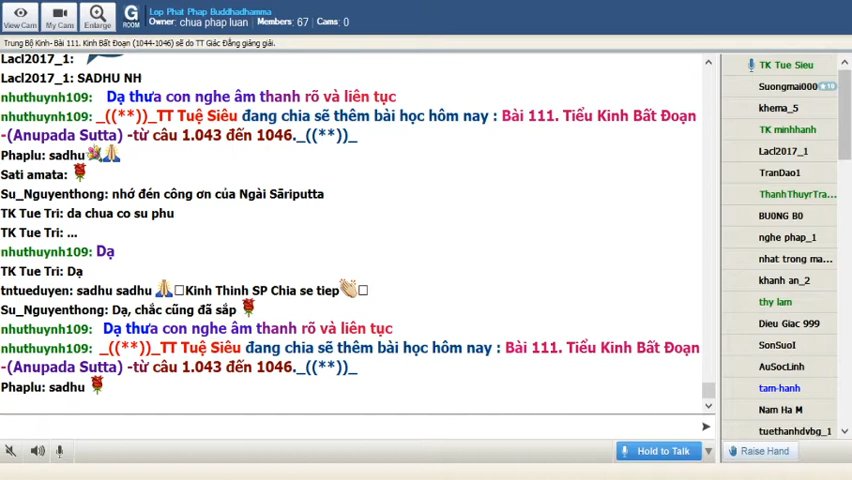 View Cam
My Cam
Enlarge
G
ROOM
Lop Phat Phap Buddhadhamma
Owner: chua phap luan Members: 67 Cams: 0
Trung Bộ Kinh- Bài 111. Kinh Bất Đoạn (1044-1046) sẽ do TT Giác Đẳng giảng giải.
Lacl2017_1:
Lacl2017_1: SADHU NH
nhuthuynh109: Dạ thưa con nghe âm thanh rõ và liên tục
nhuthuynh109: _((**))_TT Tuệ Siêu đang chia sẽ thêm bài học hôm nay : Bài 111. Tiểu Kinh Bất Đoạn
-(Anupada Sutta) -từ câu 1.043 đến 1046._((**))_
Phaplu: sadhu
Sati amata:
Su_Nguyenthong: nhớ đén công ơn của Ngài Sāriputta
TK Tue Tri: da chua co su phu
TK Tue Tri: ...
nhuthuynh109: Dạ
TK Tue Tri: Dạ
tntueduyen: sadhu sadhu 🙏□Kinh Thinh SP Chia se tiep👏□
Su_Nguyenthong: Dạ, chắc cũng đã sắp
nhuthuynh109: Dạ thưa con nghe âm thanh rõ và liên tục
nhuthuynh109: _((**))_TT Tuệ Siêu đang chia sẽ thêm bài học hôm nay : Bài 111. Tiểu Kinh Bất Đoạn
-(Anupada Sutta) -từ câu 1.043 đến 1046._((**))_
Phaplu: sadhu
Hold to Talk
TK Tue Sieu
Suongmai000 10
khema_5
TK minhhanh
Lacl2017_1
TranDao1
ThanhThuyrTra...
BU0NG B0
nghe phap_1
nhat trong ma...
khanh an_2
thy lam
Dieu Giac 999
SonSuoI
AuSocLinh
tam-hanh
Nam Ha M
tuethanhdvbg_1
Raise Hand